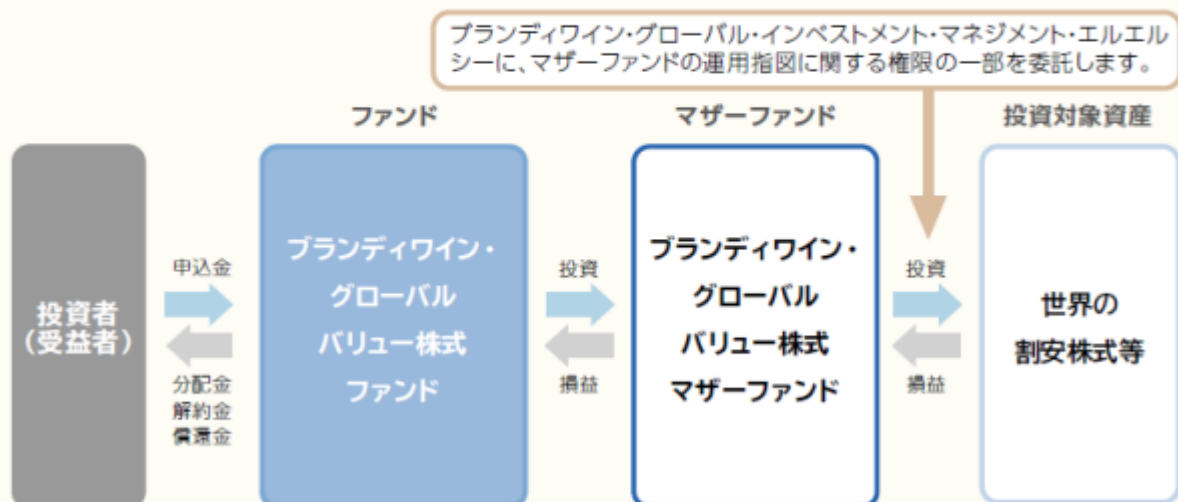 ブランディワイン・グローバル・インベストメント・マネジメント・エルエル
シーに、マザーファンドの運用指図に関する権限の一部を委託します。
ファンド
マザーファンド
投資対象資産
投資者
(受益者)
申込金
分配金
解約金
償還金
ブランディワイン・
グローバル
バリュー株式
ファンド
投資
損益
ブランディワイン・
グローバル
バリュー株式
マザーファンド
投資
損益
世界の
割安株式等